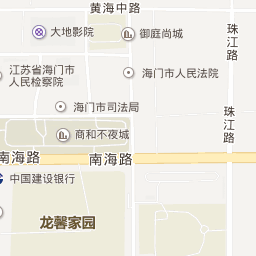 黄海中路
珠江路
大地影院
御庭尚城
江苏省海门市
人民检察院
海门市人民法院
海门市司法局
珠江路
商和不夜城
南海路
南海路
中国建设银行
龙馨家园